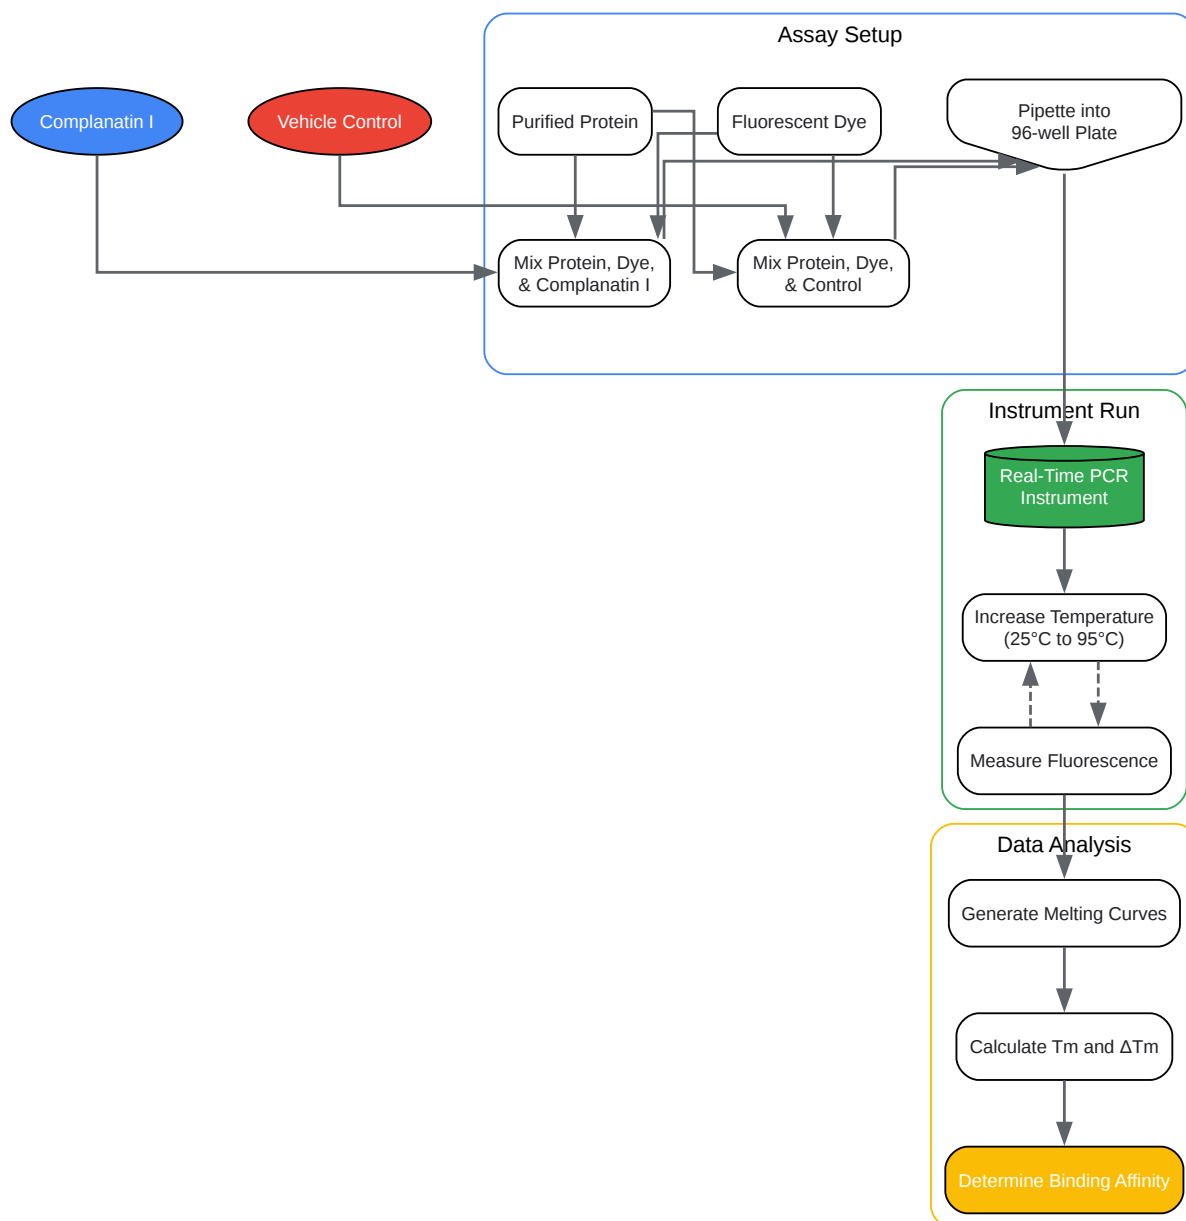 Assay Setup
Complanatin I
Vehicle Control
Purified Protein
Fluorescent Dye
Pipette into
96-well Plate
Mix Protein, Dye,
& Complanatin I
Mix Protein, Dye,
& Control
Instrument Run
Real-Time PCR
Instrument
Increase Temperature
(25°C to 95°C)
Measure Fluorescence
Data Analysis
Generate Melting Curves
Calculate Tm and ΔTm
Determine Binding Affinity